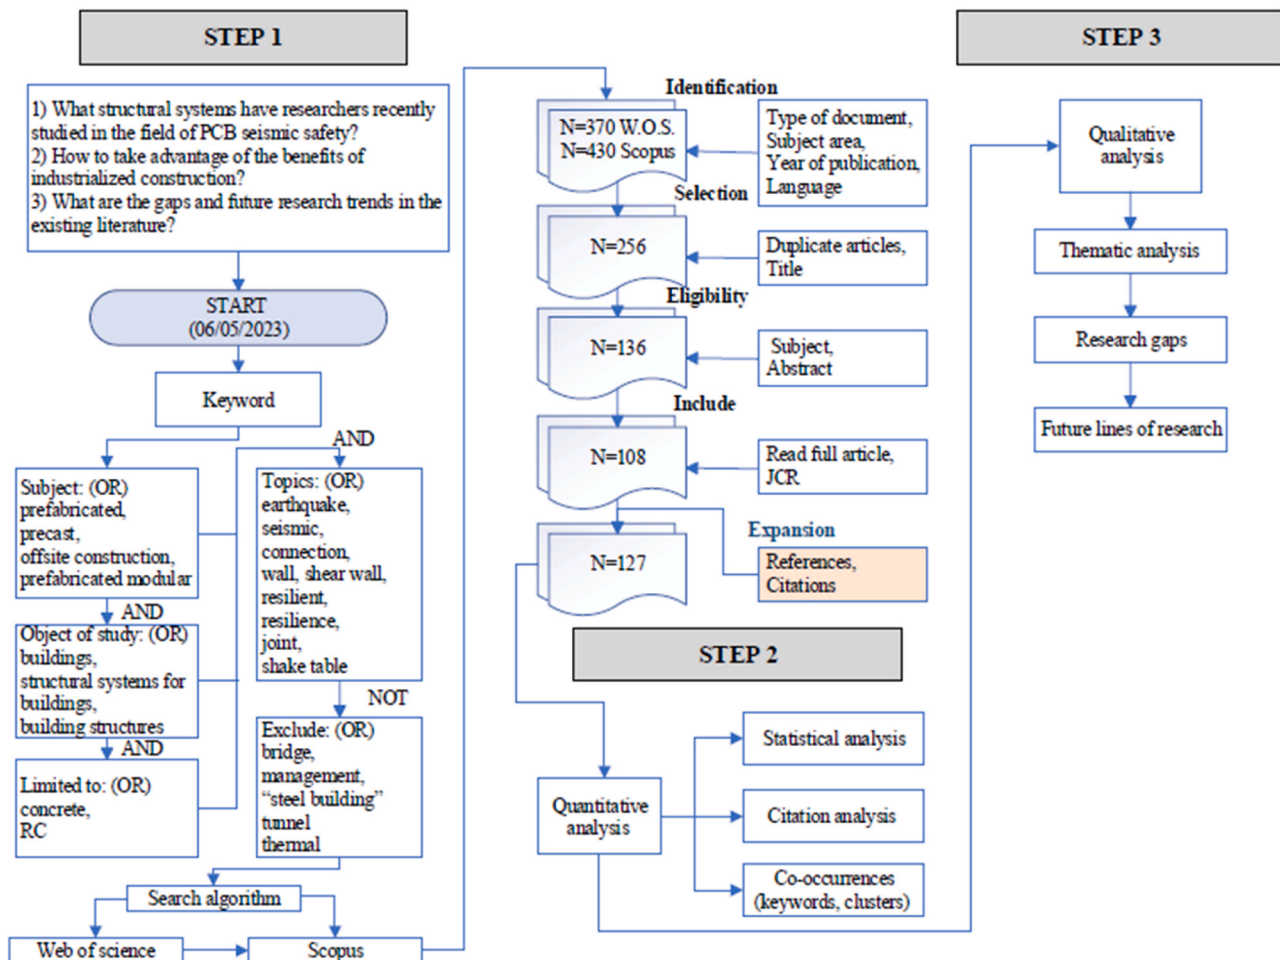 STEP 1
1) What structural systems have researchers recently
studied in the field of PCB seismic safety?
2) How to take advantage of the benefits of
industrialized construction?
3) What are the gaps and future research trends in the
existing literature?
START
(06/05/2023)
Keyword
AND
Subject: (OR)
prefabricated,
precast,
offsite construction,
prefabricated modular
AND
Object of study: (OR)
buildings,
structural systems for
buildings,
building structures
AND
Limited to: (OR)
concrete,
RC
Topics: (OR)
earthquake,
seismic,
connection,
wall, shear wall,
resilient,
resilience,
joint,
shake table
NOT
Exclude: (OR)
bridge,
management,
“steel building”
tunnel
thermal
Search algorithm
Web of science
Scopus
Identification
N=370 W.O.S.
N=430 Scopus
Type of document,
Subject area,
Year of publication,
Language
Selection
N=256
Duplicate articles,
Title
Eligibility
N=136
Subject,
Abstract
Include
N=108
Read full article,
JCR
Expansion
N=127
References,
Citations
STEP 2
Quantitative
analysis
Statistical analysis
Citation analysis
Co-occurrences
(keywords, clusters)
STEP 3
Qualitative
analysis
Thematic analysis
Research gaps
Future lines of research